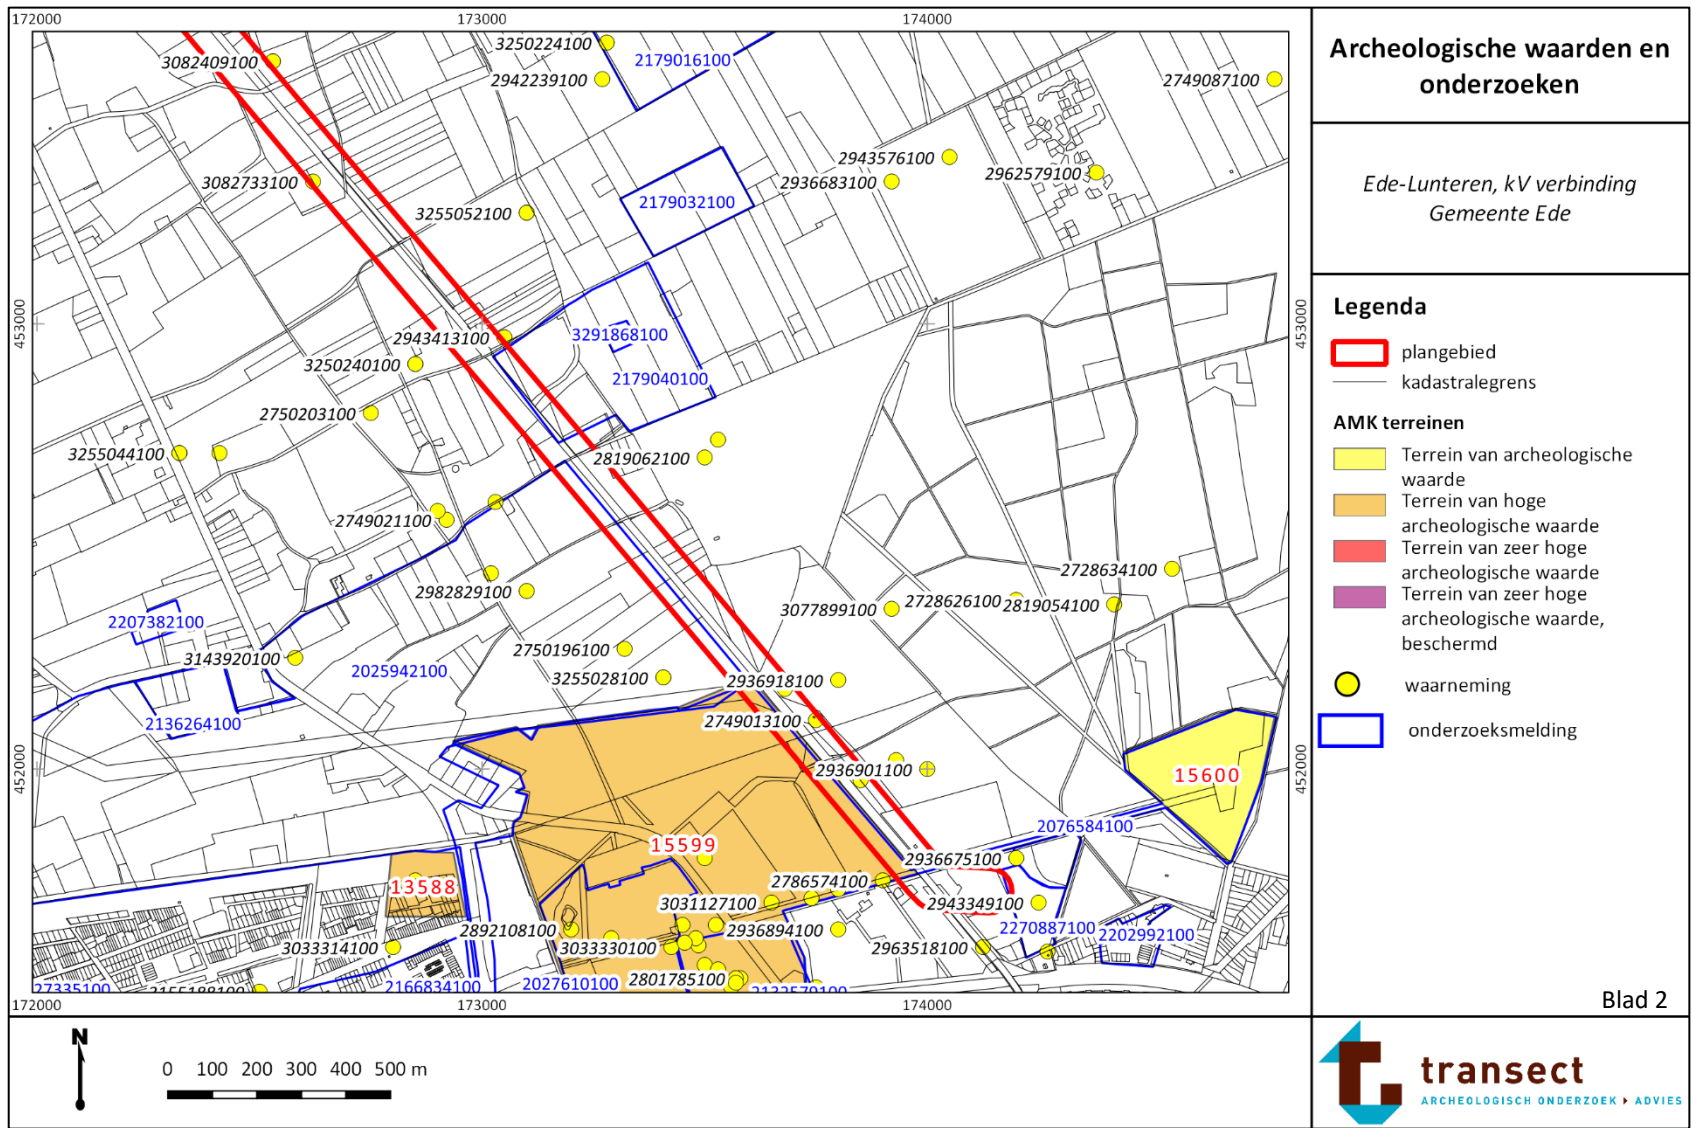 172000
173000
174000
3082409100
3250224100
2942239100
2179016100
2749087100
3082733100
2943576100
2936683100
2962579100
3255052100
2179032100
453000
453000
2943413100
3291868100
3250240100
2179040100
2750203100
3255044100
2819062100
2749021100
2982829100
2728634100
3077899100
2728626100
2819054100
2207382100
3143920100
2025942100
2750196100
3255028100
2936918100
2136264100
2749013100
452000
452000
2936901100
15600
2076584100
15599
2936675100
13588
2786574100
3031127100
2943349100
2892108100
2936894100
2270887100
2202992100
3033314100
3033330100
2963518100
27335100
2155188100
2166834100
2027610100
2801785100
2132579100
172000
173000
174000
N
0 100 200 300 400 500 m
Archeologische waarden en
onderzoeken
Ede-Lunteren, kV verbinding
Gemeente Ede
Legenda
plangebied
kadastralegrens
AMK terreinen
Terrein van archeologische
waarde
Terrein van hoge
archeologische waarde
Terrein van zeer hoge
archeologische waarde
Terrein van zeer hoge
archeologische waarde,
beschermd
waarneming
onderzoeksmelding
Blad 2
transect
ARCHEOLOGISCH ONDERZOEK ▸ ADVIES